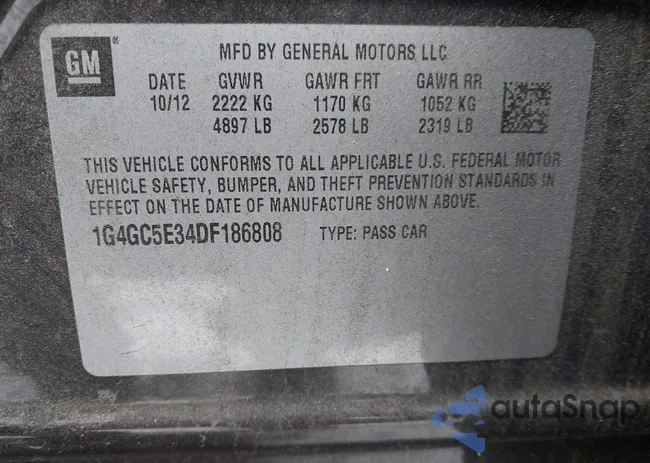 GM®
MFD BY GENERAL MOTORS LLC
DATE GVWR GAWR FRT GAWR RR
10/12 2222 KG 1170 KG 1052 KG
4897 LB 2578 LB 2319 LB
THIS VEHICLE CONFORMS TO ALL APPLICABLE U.S. FEDERAL MOTOR
VEHICLE SAFETY, BUMPER, AND THEFT PREVENTION STANDARDS IN
EFFECT ON THE DATE OF MANUFACTURE SHOWN ABOVE.
1G4GC5E34DF186808 TYPE: PASS CAR
autoSnap